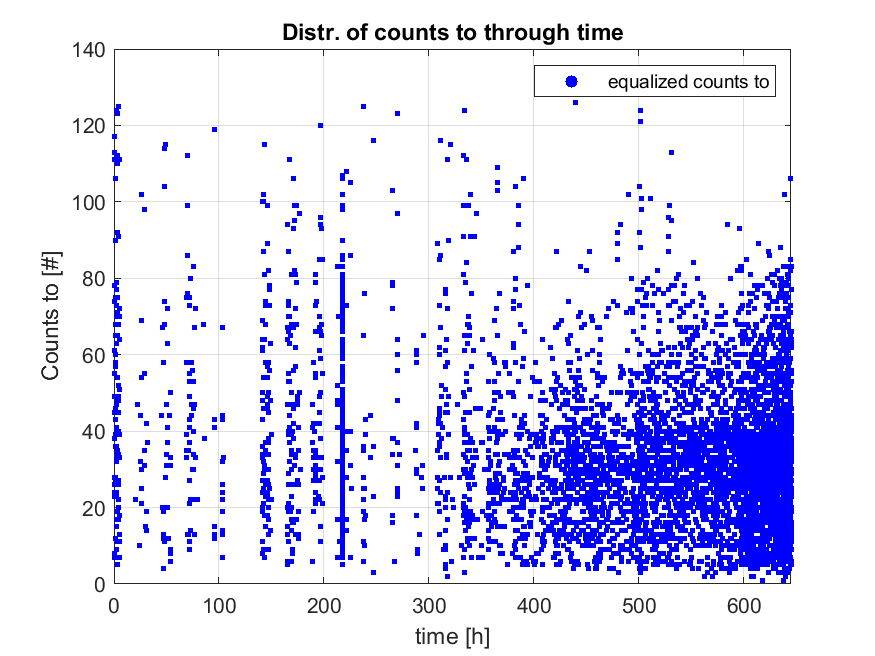 Distr. of counts to through time
equalized counts to
Counts to [#]
140
120
100
80
60
40
20
0
0 100 200 300 400 500 600
time [h]